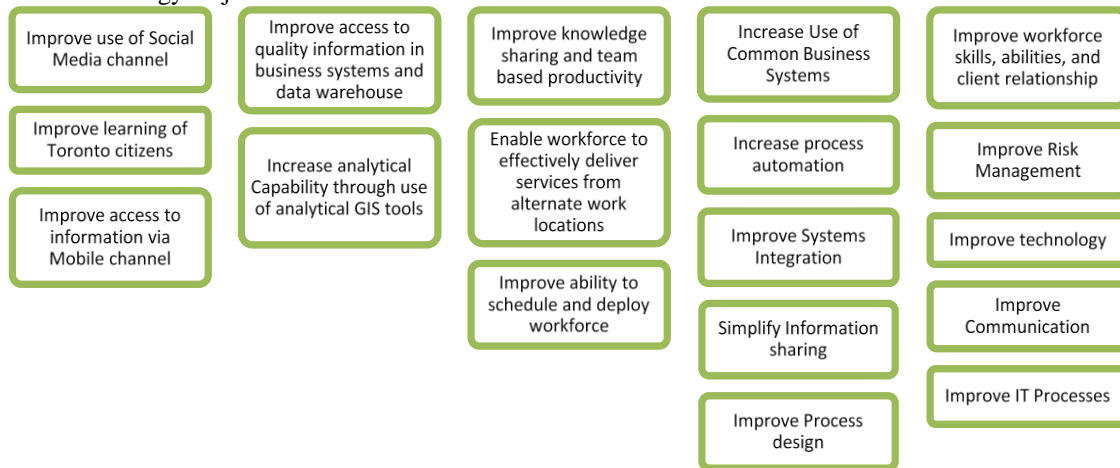 Improve use of Social
Media channel
Improve learning of
Toronto citizens
Improve access to
information via
Mobile channel
Improve access to
quality information in
business systems and
data warehouse
Increase analytical
Capability through use
of analytical GIS tools
Improve knowledge
sharing and team
based productivity
Enable workforce to
effectively deliver
services from
alternate work
locations
Improve ability to
schedule and deploy
workforce
Increase Use of
Common Business
Systems
Increase process
automation
Improve Systems
Integration
Simplify Information
sharing
Improve Process
design
Improve workforce
skills, abilities, and
client relationship
Improve Risk
Management
Improve technology
Improve
Communication
Improve IT Processes